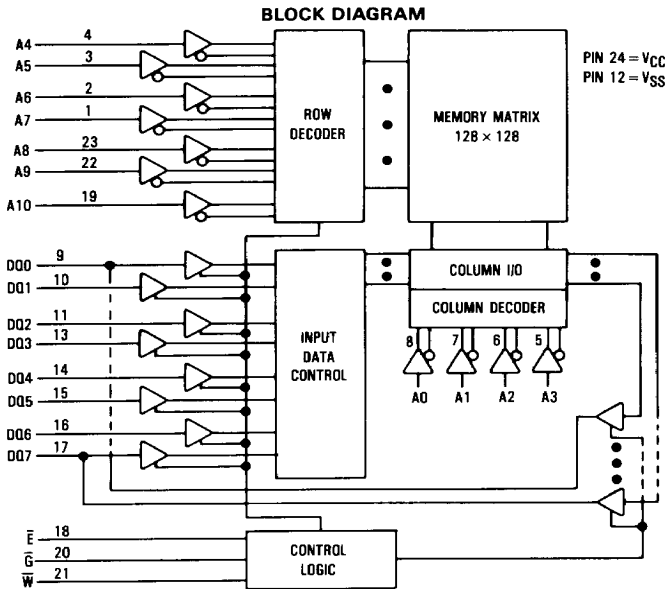 BLOCK DIAGRAM
A4 4
A5 3
A6 2
A7 1
A8 23
A9 22
A10 19
ROW
DECODER
MEMORY MATRIX
128 × 128
PIN 24 = VCC
PIN 12 = VSS
DQ0 9
DQ1 10
DQ2 11
DQ3 13
DQ4 14
DQ5 15
DQ6 16
DQ7 17
INPUT
DATA
CONTROL
COLUMN I/O
COLUMN DECODER
8 7 6 5
A0 A1 A2 A3
E̅ 18
G̅ 20
W̅ 21
CONTROL
LOGIC